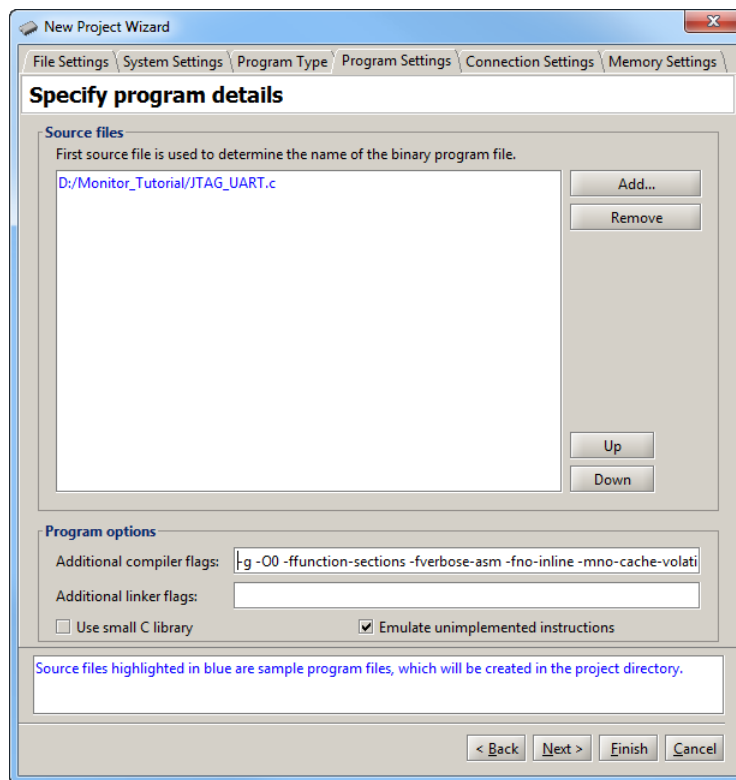 New Project Wizard
File Settings System Settings Program Type Program Settings Connection Settings Memory Settings
Specify program details
Source files
First source file is used to determine the name of the binary program file.
D:/Monitor_Tutorial/JTAG_UART.c
Add...
Remove
Up
Down
Program options
Additional compiler flags: -g -O0 -ffunction-sections -fverbose-asm -fno-inline -mno-cache-volati
Additional linker flags:
Use small C library Emulate unimplemented instructions
Source files highlighted in blue are sample program files, which will be created in the project directory.
< Back Next > Finish Cancel